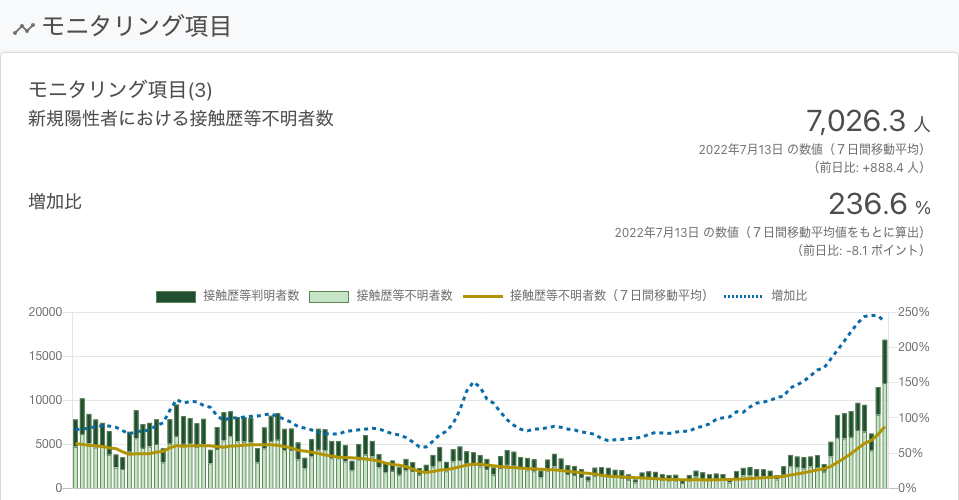 モニタリング項目
モニタリング項目(3)
新規陽性者における接触歴等不明者数
7,026.3 人
2022年7月13日 の数値（７日間移動平均）
（前日比: +888.4 人）
増加比
236.6 %
2022年7月13日 の数値（７日間移動平均値をもとに算出）
（前日比: -8.1 ポイント）
接触歴等判明者数 接触歴等不明者数 接触歴等不明者数（７日間移動平均） 増加比
20000 250%
200%
15000
150%
10000
100%
5000 50%
0 0%